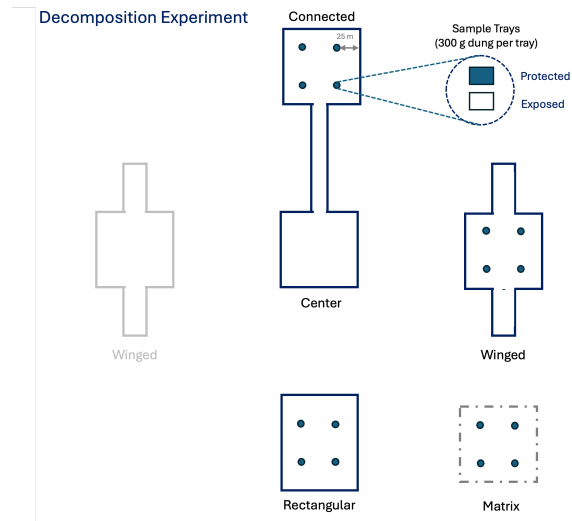 Decomposition Experiment
Connected
25 m
Sample Trays
(300 g dung per tray)
Protected
Exposed
Center
Winged
Winged
Rectangular
Matrix